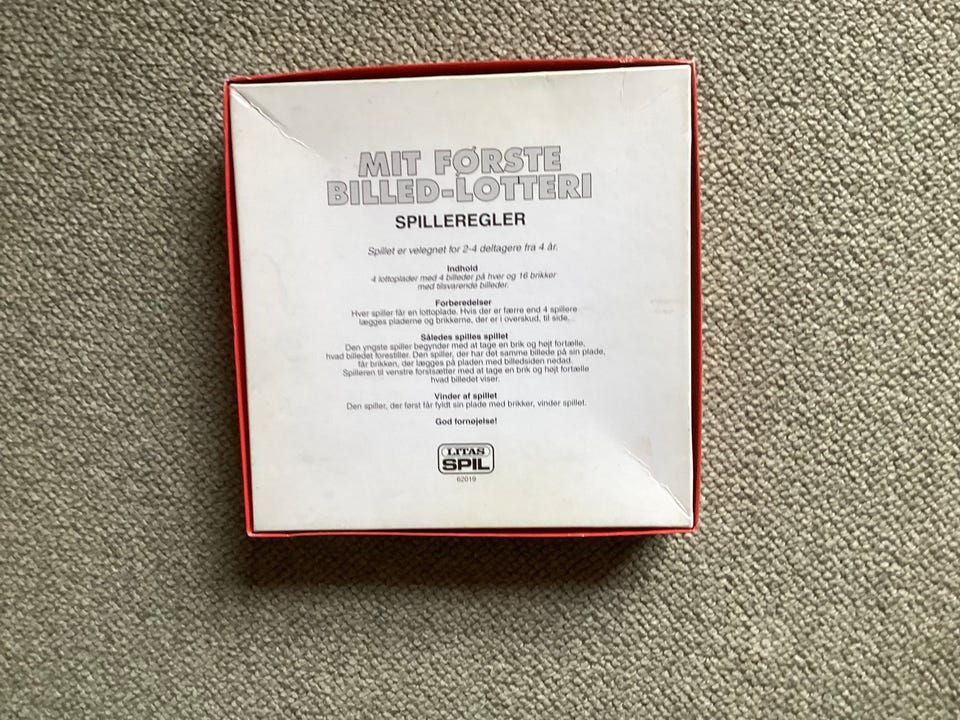 MIT FØRSTE
BILLED-LOTTERI
SPILLEREGLER
Spillet er velegnet for 2-4 deltagere fra 4 år.
Indhold
4 lottoplader med 4 billeder på hver og 16 brikker
med tilsvarende billeder.
Forberedelser
Hver spiller får en lottoplade. Hvis der er færre end 4 spillere
lægges pladerne og brikkerne, der er i overskud, til side.
Således spilles spillet
Den yngste spiller begynder med at tage en brik og højt fortælle,
hvad billedet forestiller. Den spiller, der har det samme billede på sin plade,
får brikken, der lægges på pladen med billedsiden nedad.
Spilleren til venstre forstsætter med at tage en brik og højt fortælle
hvad billedet viser.
Vinder af spillet
Den spiller, der først får fyldt sin plade med brikker, vinder spillet.
God fornøjelse!
LITAS
SPIL
62019